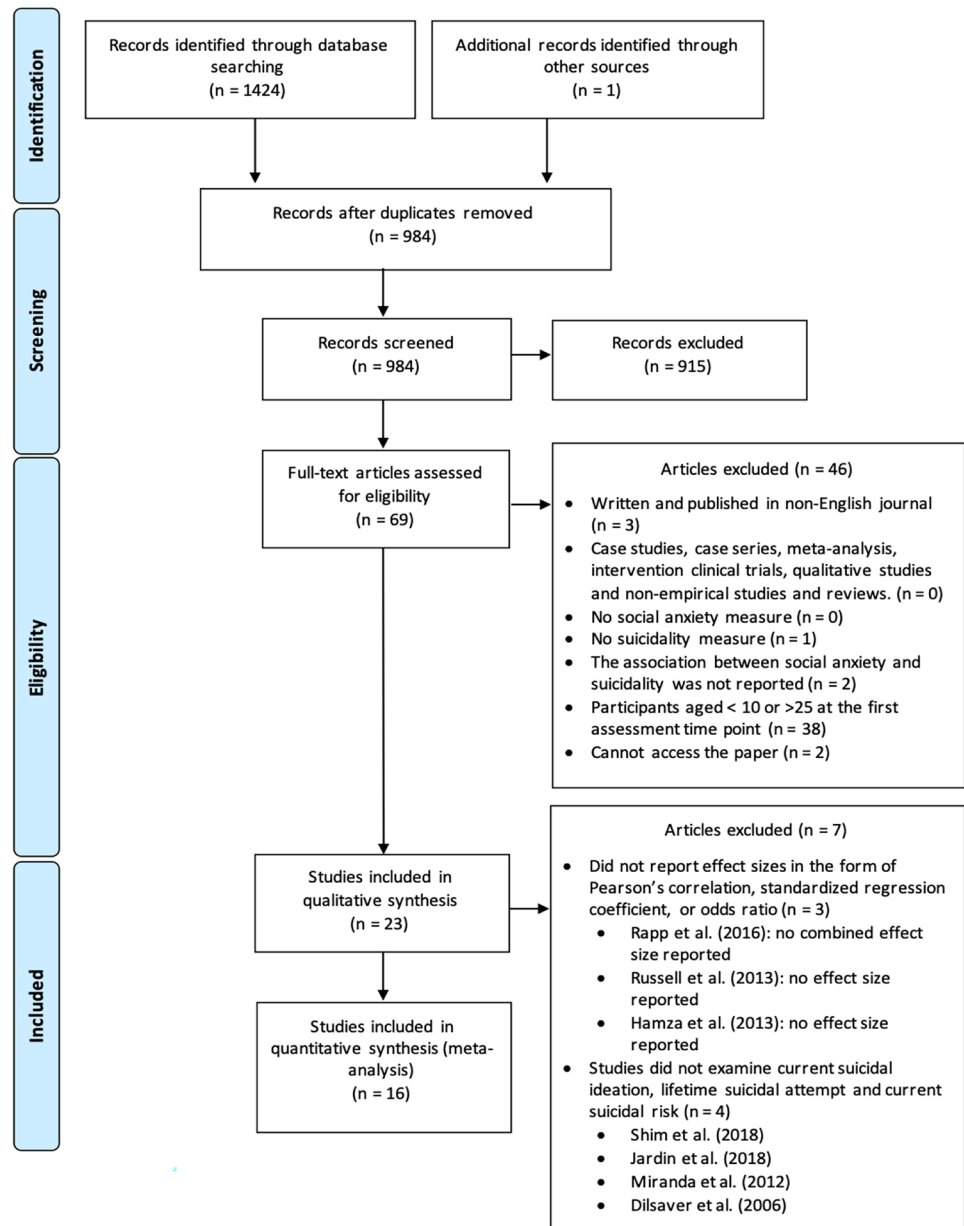 Identification
Records identified through database
searching
(n = 1424)
Additional records identified through
other sources
(n = 1)
Records after duplicates removed
(n = 984)
Screening
Records screened
(n = 984)
Records excluded
(n = 915)
Eligibility
Full-text articles assessed
for eligibility
(n = 69)
Articles excluded (n = 46)
• Written and published in non-English journal
(n = 3)
• Case studies, case series, meta-analysis,
intervention clinical trials, qualitative studies
and non-empirical studies and reviews. (n = 0)
• No social anxiety measure (n = 0)
• No suicidality measure (n = 1)
• The association between social anxiety and
suicidality was not reported (n = 2)
• Participants aged < 10 or >25 at the first
assessment time point (n = 38)
• Cannot access the paper (n = 2)
Included
Studies included in
qualitative synthesis
(n = 23)
Articles excluded (n = 7)
• Did not report effect sizes in the form of
Pearson's correlation, standardized regression
coefficient, or odds ratio (n = 3)
• Rapp et al. (2016): no combined effect
size reported
• Russell et al. (2013): no effect size
reported
• Hamza et al. (2013): no effect size
reported
• Studies did not examine current suicidal
ideation, lifetime suicidal attempt and current
suicidal risk (n = 4)
• Shim et al. (2018)
• Jardin et al. (2018)
• Miranda et al. (2012)
• Dilsaver et al. (2006)
Studies included in
quantitative synthesis (meta-
analysis)
(n = 16)